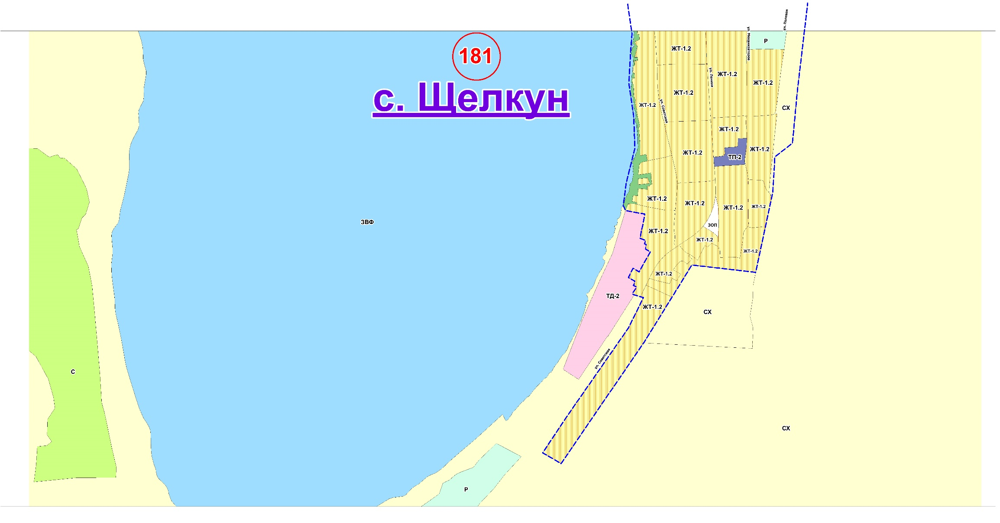 ул. Полевая
ул. Механизаторов
Р
ЖТ-1.2
181
ЖТ-1.2
ул. Ленина
ЖТ-1.2
ЖТ-1.2
с. Щелкун
ЖТ-1.2
ул. Советская
СХ
ЖТ-1.2
ЖТ-1.2
ЖТ-1.2
ТП-2
ЖТ-1.2
ЖТ-1.2
ЖТ-1.2
ЖТ-1.2
ЗВФ
ЗОП
ЖТ-1.2
ЖТ-1.2
ЖТ-1.2
ЖТ-1.2
ТД-2
ЖТ-1.2
СХ
ул. Советская
С
СХ
Р